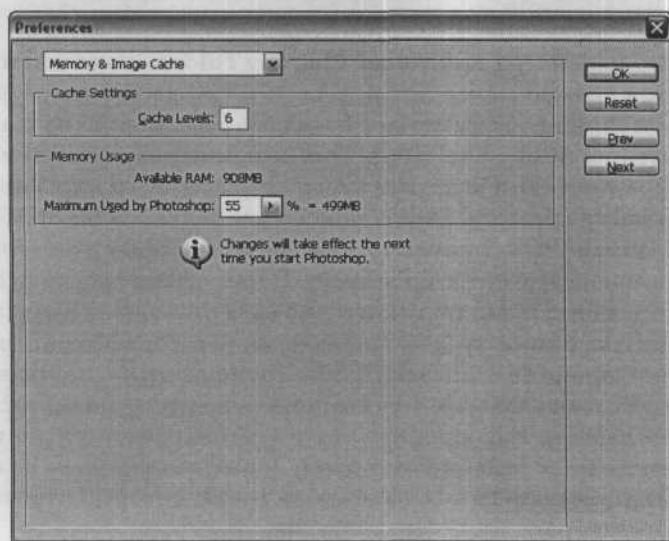 Preferences
Memory & Image Cache
OK
Reset
Prev
Next
Cache Settings
Cache Levels: 6
Memory Usage
Available RAM: 908MB
Maximum Used by Photoshop: 55 % = 499MB
Changes will take effect the next
time you start Photoshop.